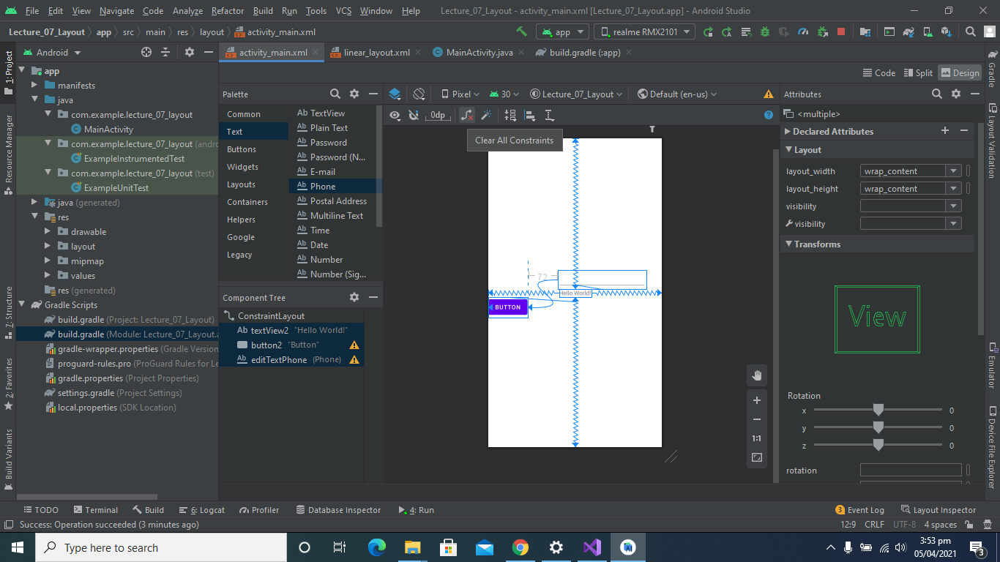 File Edit View Navigate Code Analyze Refactor Build Run Tools VCS Window Help Lecture_07_Layout - activity_main.xml [Lecture_07_Layout.app] - Android Studio
Lecture_07_Layout app src main res layout activity_main.xml app realme RMX2101
1: Project
Resource Manager
7: Structure
2: Favorites
Build Variants
Android
app
manifests
java
com.example.lecture_07_layout
MainActivity
com.example.lecture_07_layout (andro
ExampleInstrumentedTest
com.example.lecture_07_layout (test)
ExampleUnitTest
java (generated)
res
drawable
layout
mipmap
values
res (generated)
Gradle Scripts
build.gradle (Project: Lecture_07_Layout)
build.gradle (Module: Lecture_07_Layout.a
gradle-wrapper.properties (Gradle Version
proguard-rules.pro (ProGuard Rules for Le
gradle.properties (Project Properties)
settings.gradle (Project Settings)
local.properties (SDK Location)
activity_main.xml linear_layout.xml MainActivity.java build.gradle (:app)
Code Split Design
Palette
Common
Text
Buttons
Widgets
Layouts
Containers
Helpers
Google
Legacy
Ab TextView
Ab Plain Text
Ab Password
Ab Password (N...
Ab E-mail
Ab Phone
Ab Postal Address
Ab Multiline Text
Ab Time
Ab Date
Ab Number
Ab Number (Sig...
Component Tree
ConstraintLayout
Ab textView2 "Hello World!"
button2 "Button"
Ab editTextPhone (Phone)
Pixel 30 Lecture_07_Layout Default (en-us)
0dp
Clear All Constraints
72
Hello World!
BUTTON
1:1
Attributes
<multiple>
Declared Attributes
Layout
layout_width wrap_content
layout_height wrap_content
visibility
visibility
Transforms
View
Rotation
x 0
y 0
z 0
rotation
Gradle
Layout Validation
Emulator
Device File Explorer
TODO Terminal Build 6: Logcat Profiler Database Inspector 4: Run 3 Event Log Layout Inspector
Success: Operation succeeded (3 minutes ago) 12:9 CRLF UTF-8 4 spaces
Type here to search
3:53 pm
05/04/2021
3